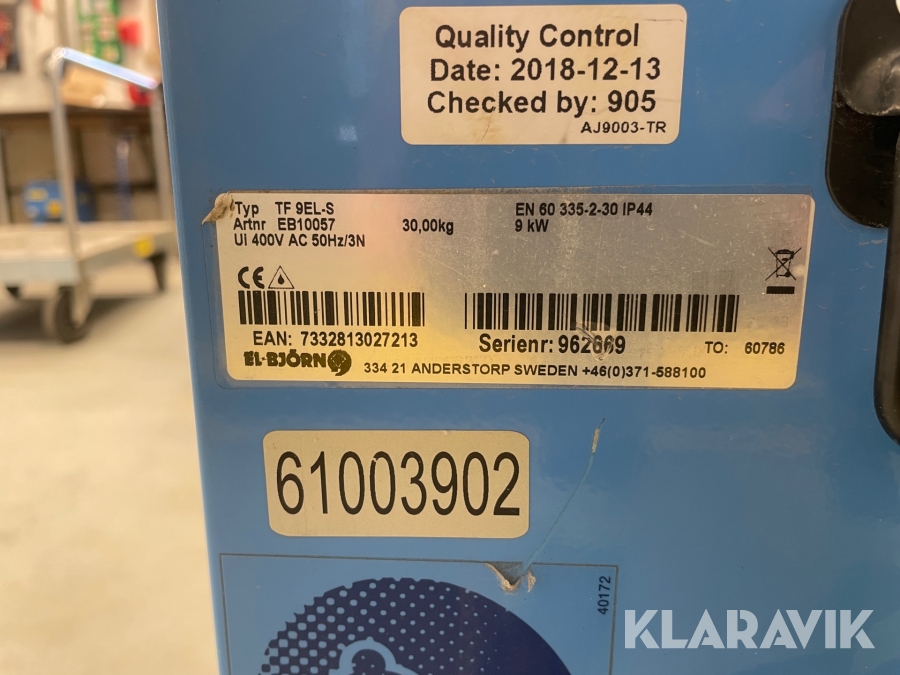 Quality Control
Date: 2018-12-13
Checked by: 905
AJ9003-TR
Typ TF 9EL-S
Artnr EB10057 30,00kg
UI 400V AC 50Hz/3N
EN 60 335-2-30 IP44
9 kW
CE
EAN: 7332813027213
Serienr: 962669
TO: 60786
EL-BJÖRN
334 21 ANDERSTORP SWEDEN +46(0)371-588100
61003902
40172
KLARAVIK